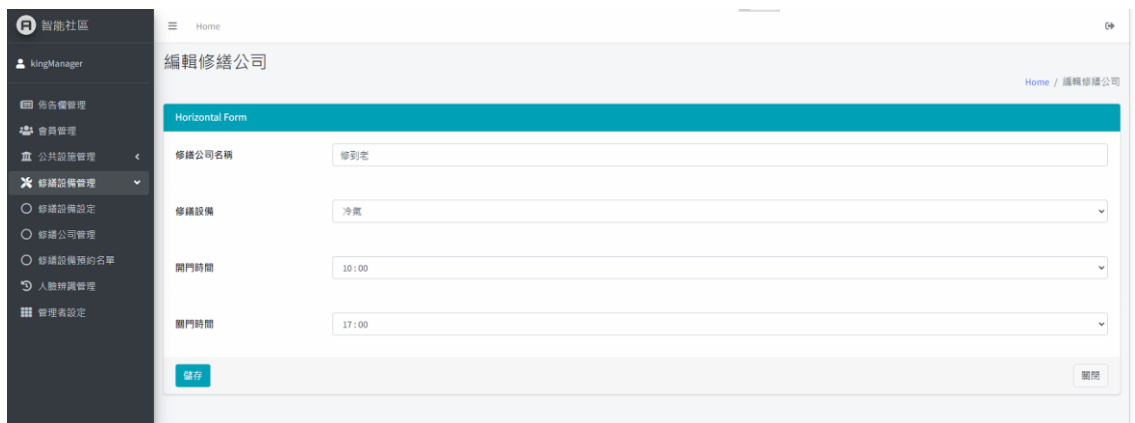 智能社區
Home
kingManager
編輯修繕公司
Home / 編輯修繕公司
佈告欄管理
會員管理
公共設施管理
修繕設備管理
修繕設備設定
修繕公司管理
修繕設備預約名單
人臉辨識管理
管理者設定
Horizontal Form
修繕公司名稱
修到老
修繕設備
冷氣
開門時間
10:00
關門時間
17:00
儲存
關閉